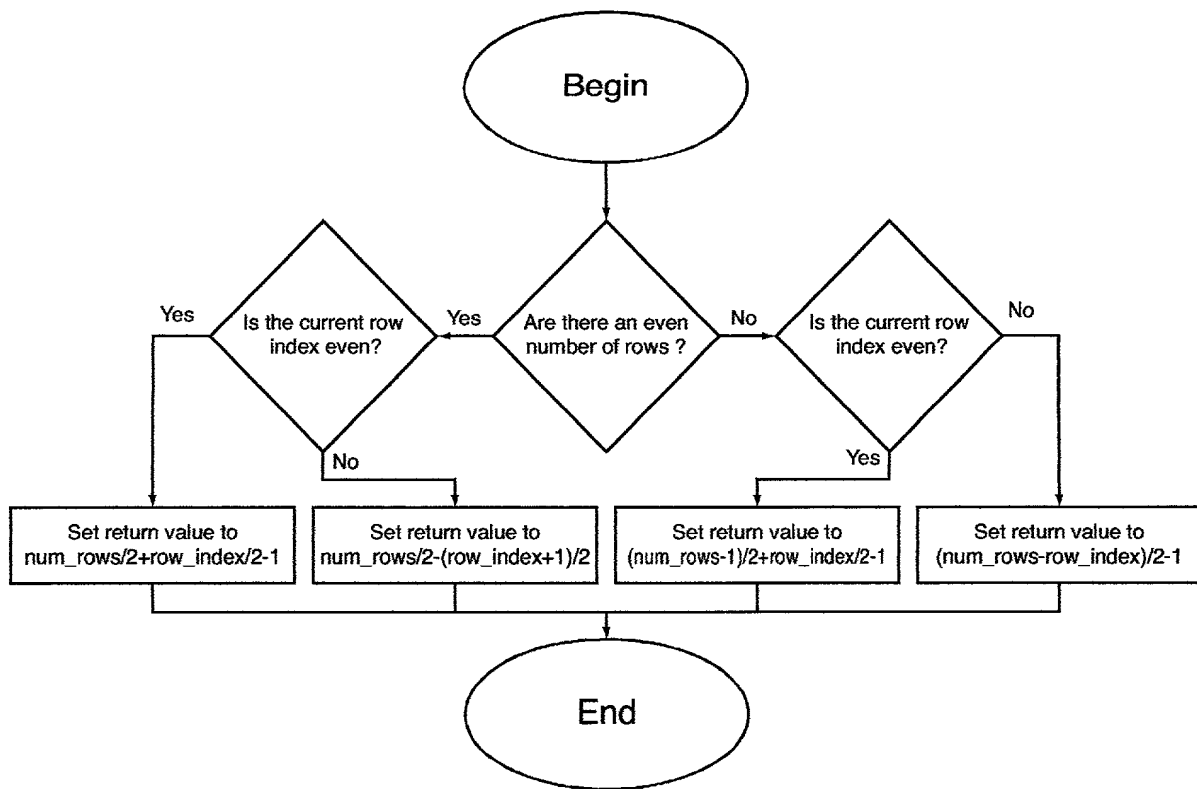 Begin
Yes
Is the current row
index even?
Yes
Are there an even
number of rows ?
No
Is the current row
index even?
No
No
Yes
Set return value to
num_rows/2+row_index/2-1
Set return value to
num_rows/2-(row_index+1)/2
Set return value to
(num_rows-1)/2+row_index/2-1
Set return value to
(num_rows-row_index)/2-1
End